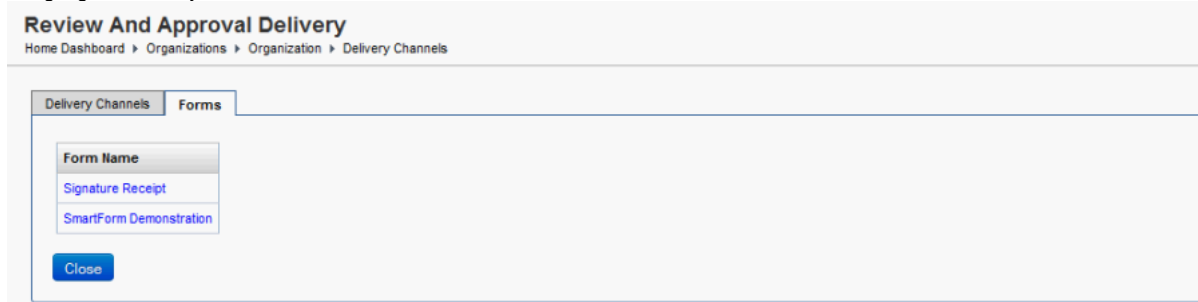 Review And Approval Delivery
Home Dashboard ▸ Organizations ▸ Organization ▸ Delivery Channels
Delivery Channels Forms
Form Name
Signature Receipt
SmartForm Demonstration
Close